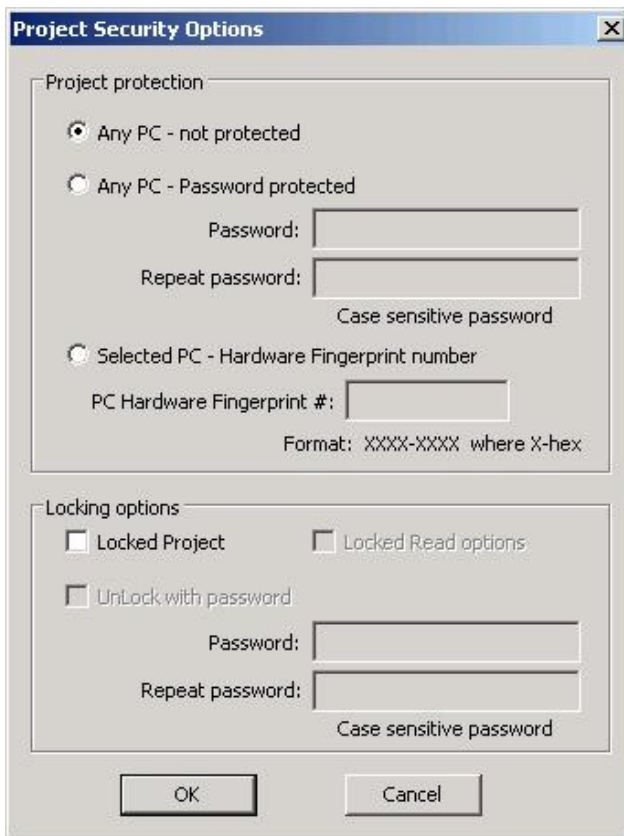 Project Security Options
Project protection
Any PC - not protected
Any PC - Password protected
Password:
Repeat password:
Case sensitive password
Selected PC - Hardware Fingerprint number
PC Hardware Fingerprint #:
Format: XXXX-XXXX where X-hex
Locking options
Locked Project Locked Read options
UnLock with password
Password:
Repeat password:
Case sensitive password
OK Cancel